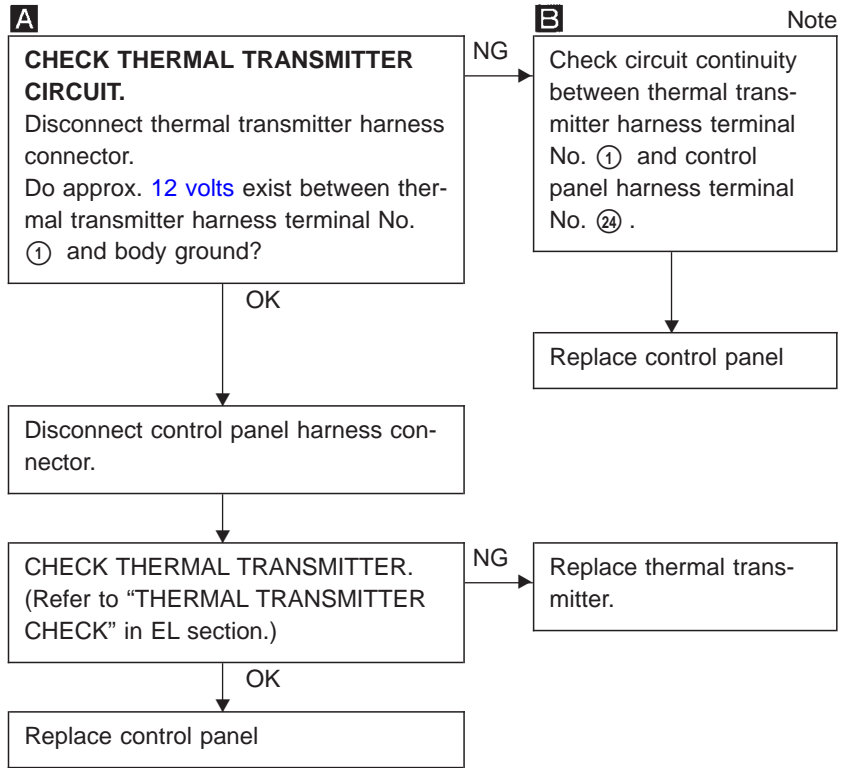 A
CHECK THERMAL TRANSMITTER
CIRCUIT.
Disconnect thermal transmitter harness
connector.
Do approx. 12 volts exist between ther-
mal transmitter harness terminal No.
① and body ground?
NG
B
Note
Check circuit continuity
between thermal trans-
mitter harness terminal
No. ① and control
panel harness terminal
No. ㉔ .
OK
Replace control panel
Disconnect control panel harness con-
nector.
CHECK THERMAL TRANSMITTER.
(Refer to “THERMAL TRANSMITTER
CHECK” in EL section.)
NG
Replace thermal trans-
mitter.
OK
Replace control panel